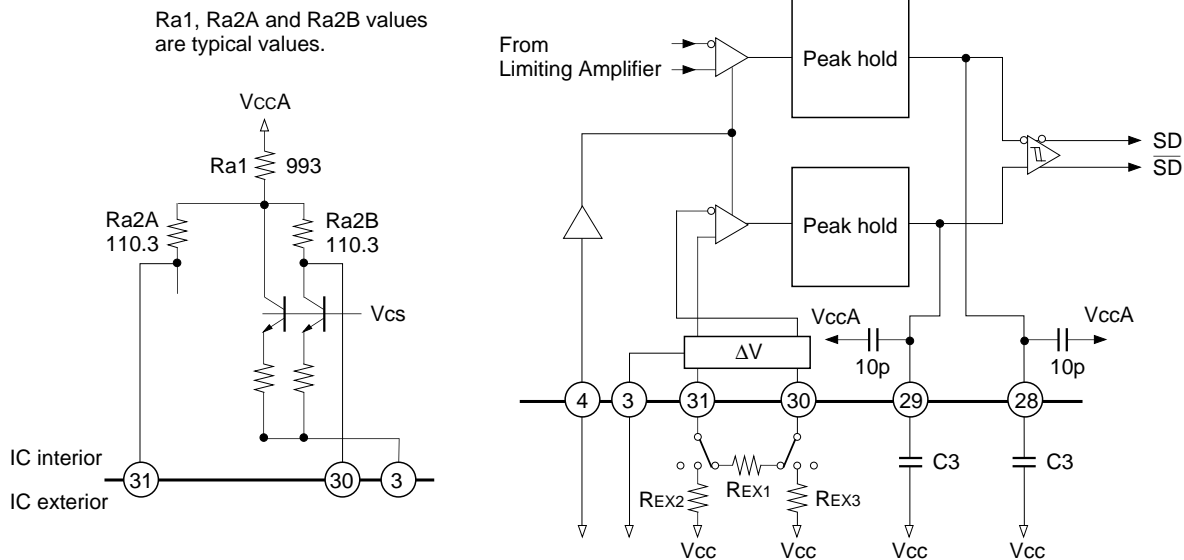 Ra1, Ra2A and Ra2B values
are typical values.
VccA
Ra1 993
Ra2A
110.3
Ra2B
110.3
Vcs
IC interior
IC exterior
31
30
3
From
Limiting Amplifier
Peak hold
Peak hold
SD
SD
VccA
10p
VccA
10p
ΔV
4
3
31
30
29
28
REX1
REX2
REX3
C3
C3
Vcc
Vcc
Vcc
Vcc